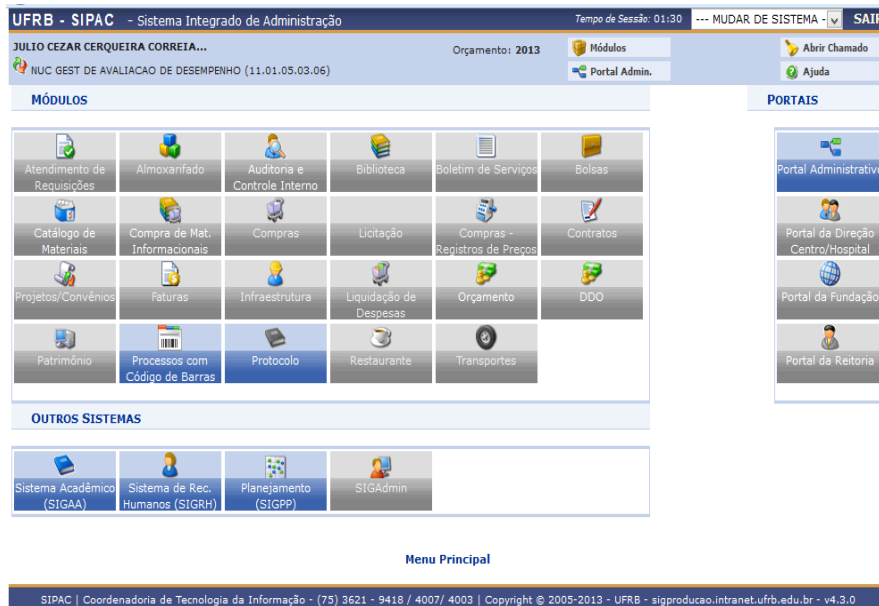 UFRB - SIPAC - Sistema Integrado de Administração Tempo de Sessão: 01:30 --- MUDAR DE SISTEMA - SAIR
JULIO CEZAR CERQUEIRA CORREIA... Orçamento: 2013 Módulos Abrir Chamado
NUC GEST DE AVALIACAO DE DESEMPENHO (11.01.05.03.06) Portal Admin. Ajuda
MÓDULOS PORTAIS
Atendimento de Requisições
Almoxarifado
Auditoria e Controle Interno
Biblioteca
Boletim de Serviços
Bolsas
Portal Administrativo
Catálogo de Materiais
Compra de Mat. Informacionais
Compras
Licitação
Compras - Registros de Preços
Contratos
Portal da Direção Centro/Hospital
Projetos/Convênios
Faturas
Infraestrutura
Liquidação de Despesas
Orçamento
DDO
Portal da Fundação
Patrimônio
Processos com Código de Barras
Protocolo
Restaurante
Transportes
Portal da Reitoria
OUTROS SISTEMAS
Sistema Acadêmico (SIGAA)
Sistema de Rec. Humanos (SIGRH)
Planejamento (SIGPP)
SIGAdmin
Menu Principal
SIPAC | Coordenadoria de Tecnologia da Informação - (75) 3621 - 9418 / 4007/ 4003 | Copyright © 2005-2013 - UFRB - sigproducao.intranet.ufrb.edu.br - v4.3.0